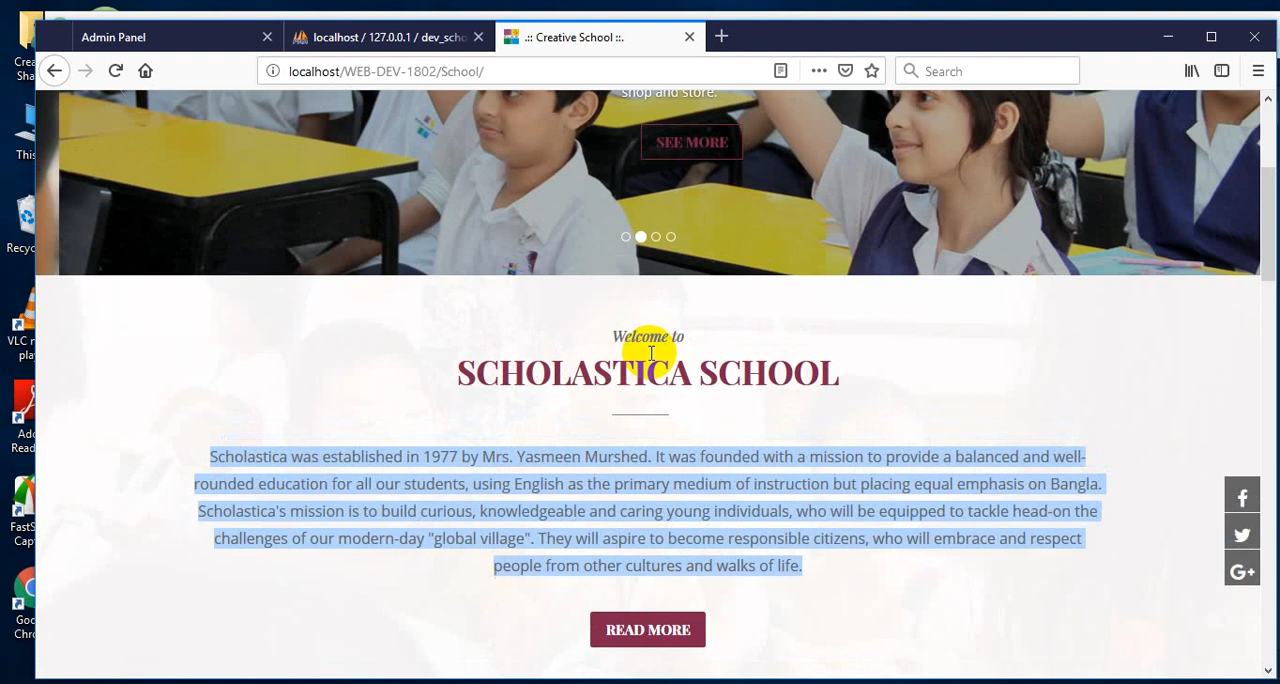 Admin Panel
localhost / 127.0.0.1 / dev_scho
.:: Creative School ::.
localhost/WEB-DEV-1802/School/
Search
shop and store.
SEE MORE
Welcome to
SCHOLASTICA SCHOOL
Scholastica was established in 1977 by Mrs. Yasmeen Murshed. It was founded with a mission to provide a balanced and well-
rounded education for all our students, using English as the primary medium of instruction but placing equal emphasis on Bangla.
Scholastica's mission is to build curious, knowledgeable and caring young individuals, who will be equipped to tackle head-on the
challenges of our modern-day "global village". They will aspire to become responsible citizens, who will embrace and respect
people from other cultures and walks of life.
READ MORE
Crea
Sha
This
Recyc
VLC m
play
Ado
Read
FastS
Capt
Goo
Chro
f
G+